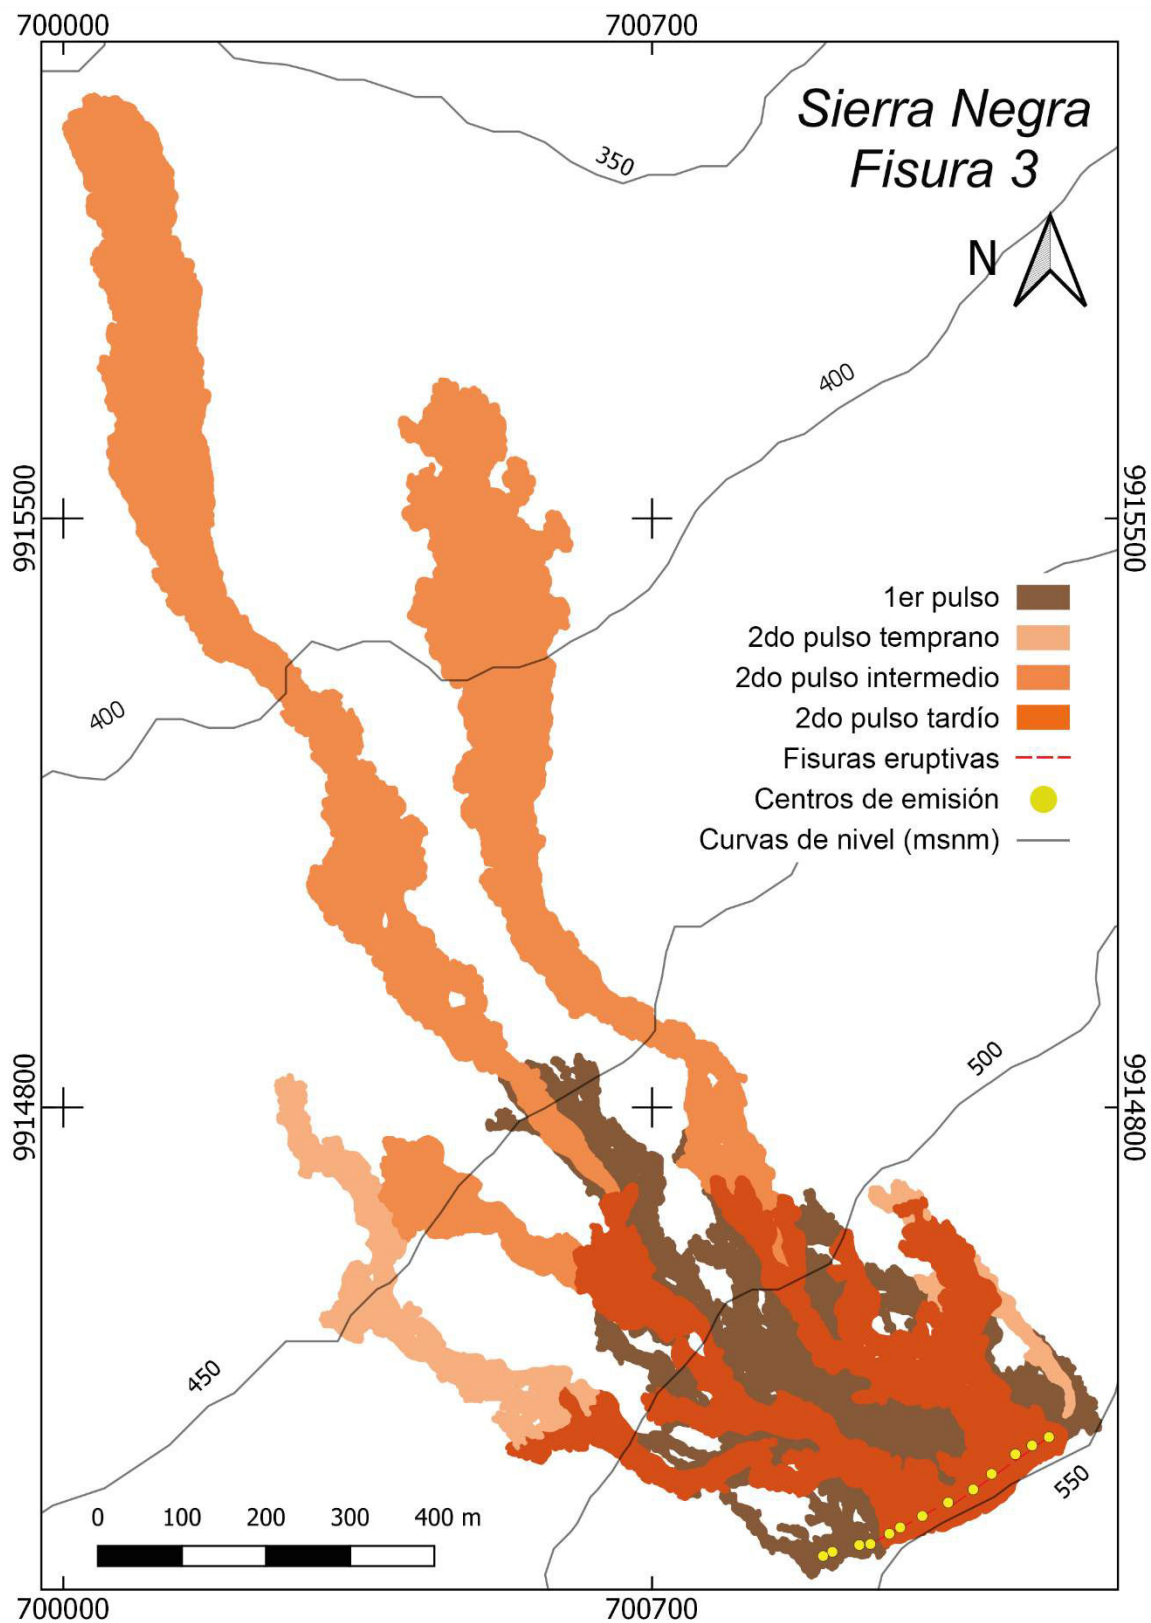 700000
700700
Sierra Negra
Fisura 3
350
N
400
9915500
9915500
1er pulso
2do pulso temprano
2do pulso intermedio
2do pulso tardío
Fisuras eruptivas
Centros de emisión
Curvas de nivel (msnm)
400
500
9914800
9914800
450
550
0 100 200 300 400 m
700000
700700